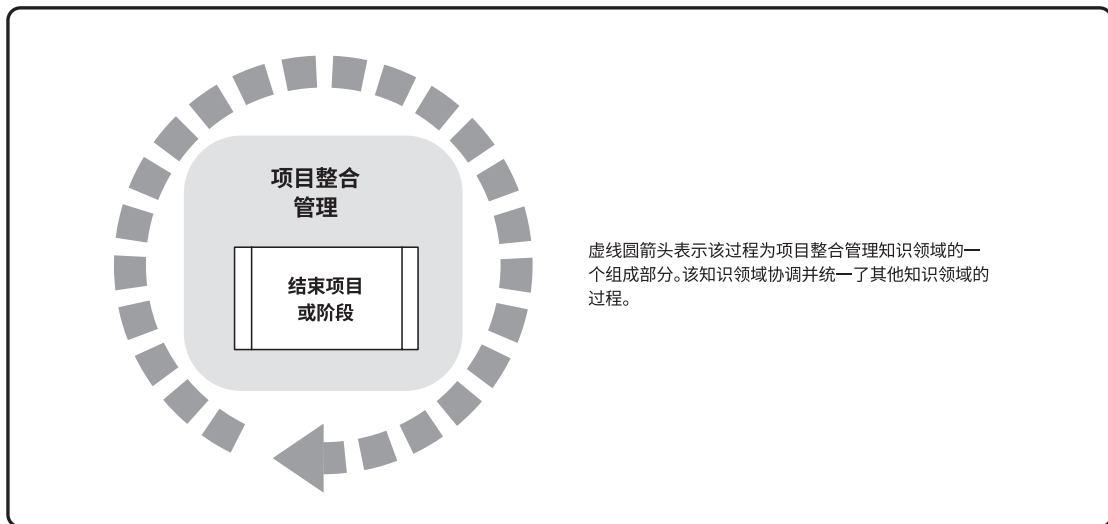 项目整合
管理
结束项目
或阶段
虚线圆箭头表示该过程为项目整合管理知识领域的一
个组成部分。该知识领域协调并统一了其他知识领域的
过程。